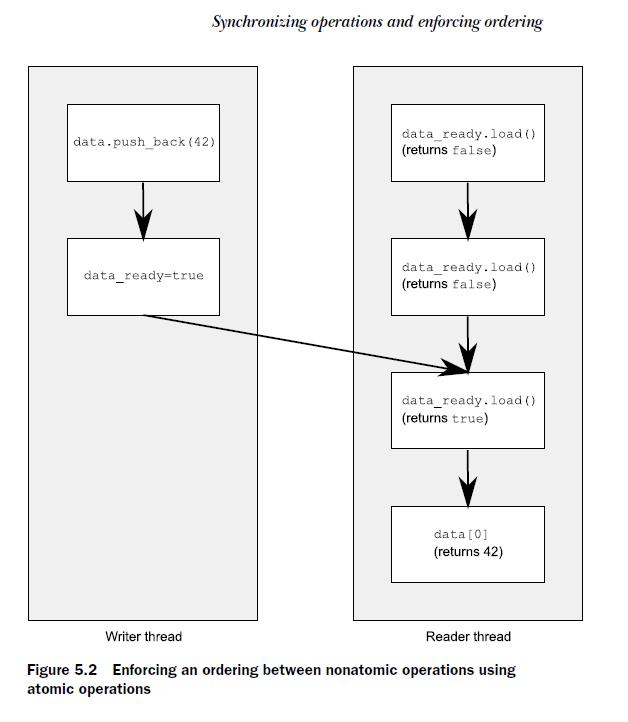 Synchronizing operations and enforcing ordering
data.push_back(42)
data_ready=true
data_ready.load()
(returns false)
data_ready.load()
(returns false)
data_ready.load()
(returns true)
data[0]
(returns 42)
Writer thread
Reader thread
Figure 5.2 Enforcing an ordering between nonatomic operations using
atomic operations